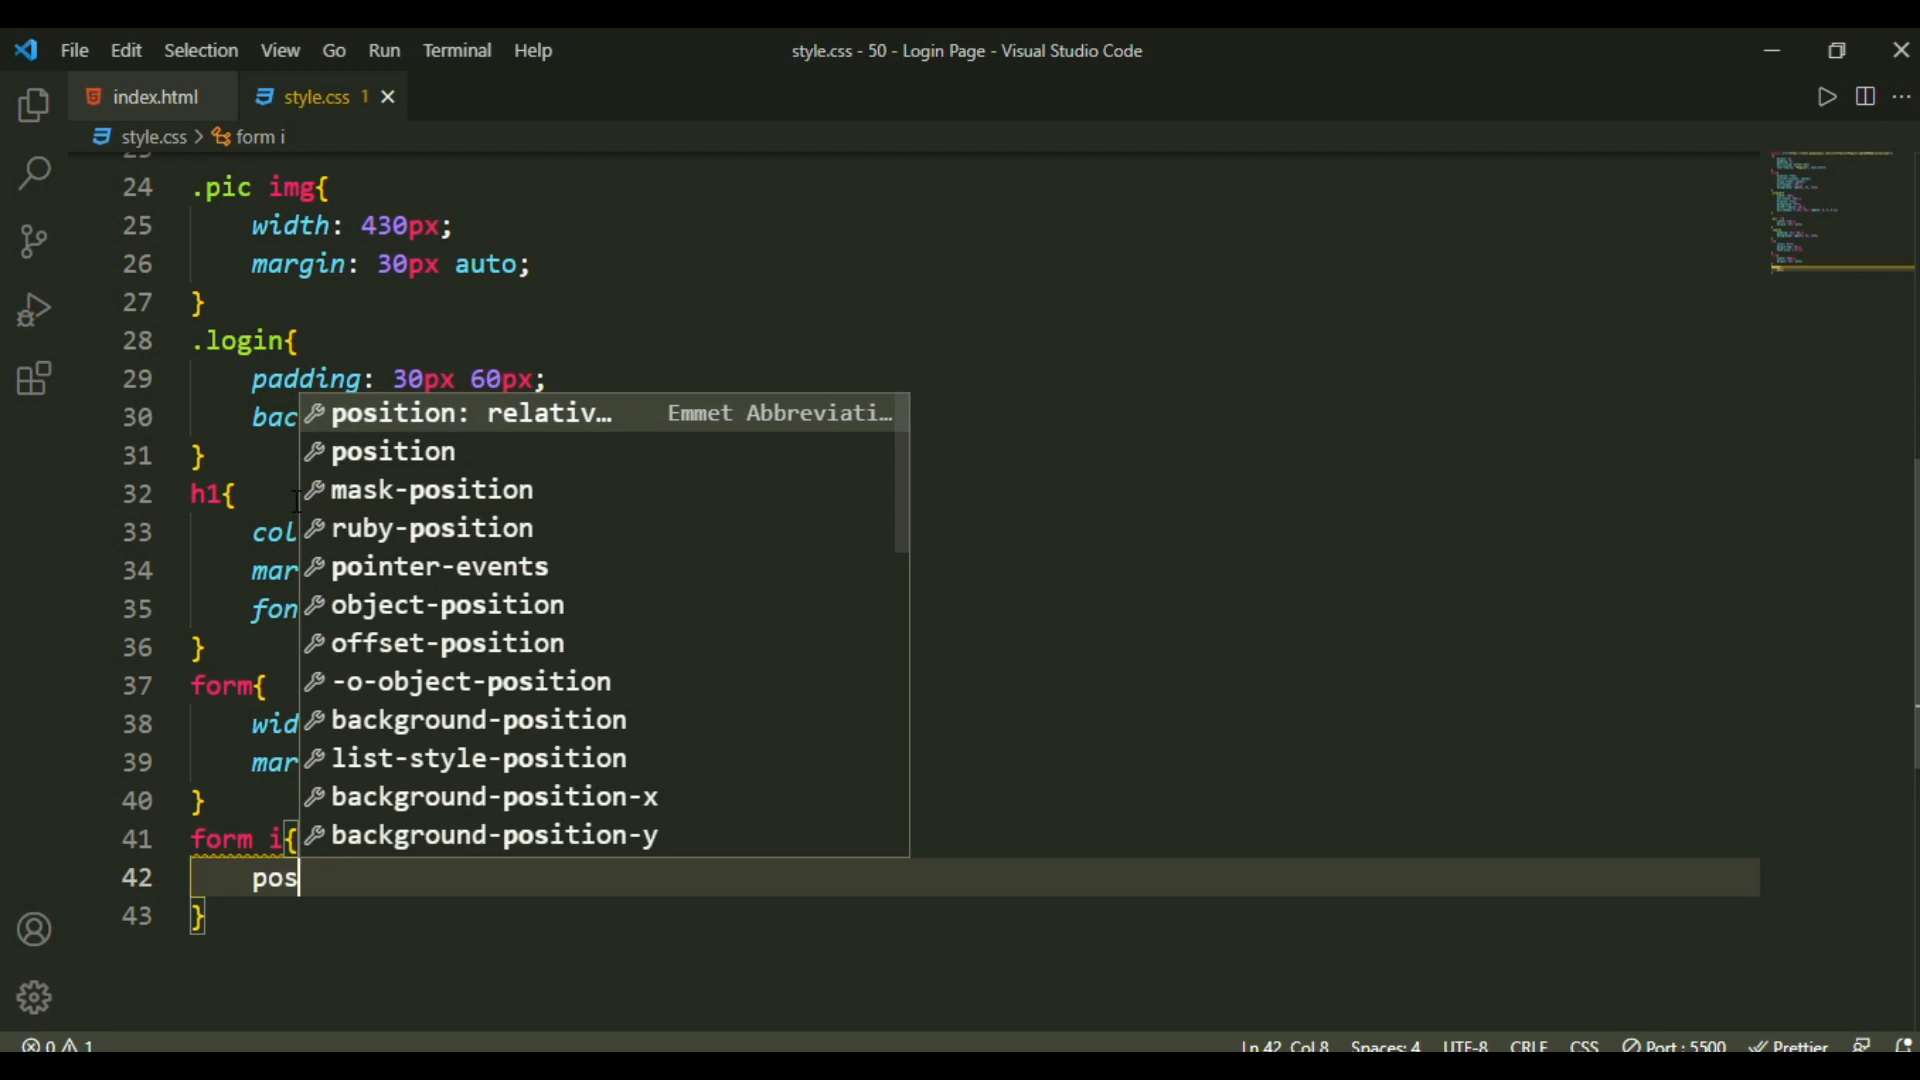 File Edit Selection View Go Run Terminal Help style.css - 50 - Login Page - Visual Studio Code
index.html style.css 1
style.css > form i
24 .pic img{
25 width: 430px;
26 margin: 30px auto;
27 }
28 .login{
29 padding: 30px 60px;
30 bac
position: relativ… Emmet Abbreviati…
position
31 }
mask-position
32 h1{
ruby-position
33 col
pointer-events
34 mar
object-position
35 fon
offset-position
36 }
-o-object-position
37 form{
background-position
38 wid
list-style-position
39 mar
background-position-x
40 }
background-position-y
41 form i{
42 pos
43 }
0 1 Ln 42, Col 8 Spaces: 4 UTF-8 CRLF CSS Port : 5500 Prettier
pos